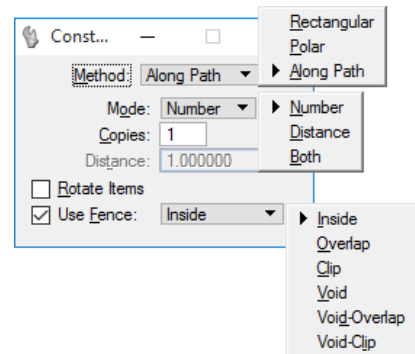 Const...
Method: Along Path
Rectangular
Polar
Along Path
Mode: Number
Number
Distance
Both
Copies: 1
Distance: 1.000000
Rotate Items
Use Fence: Inside
Inside
Overlap
Clip
Void
Void-Overlap
Void-Clip